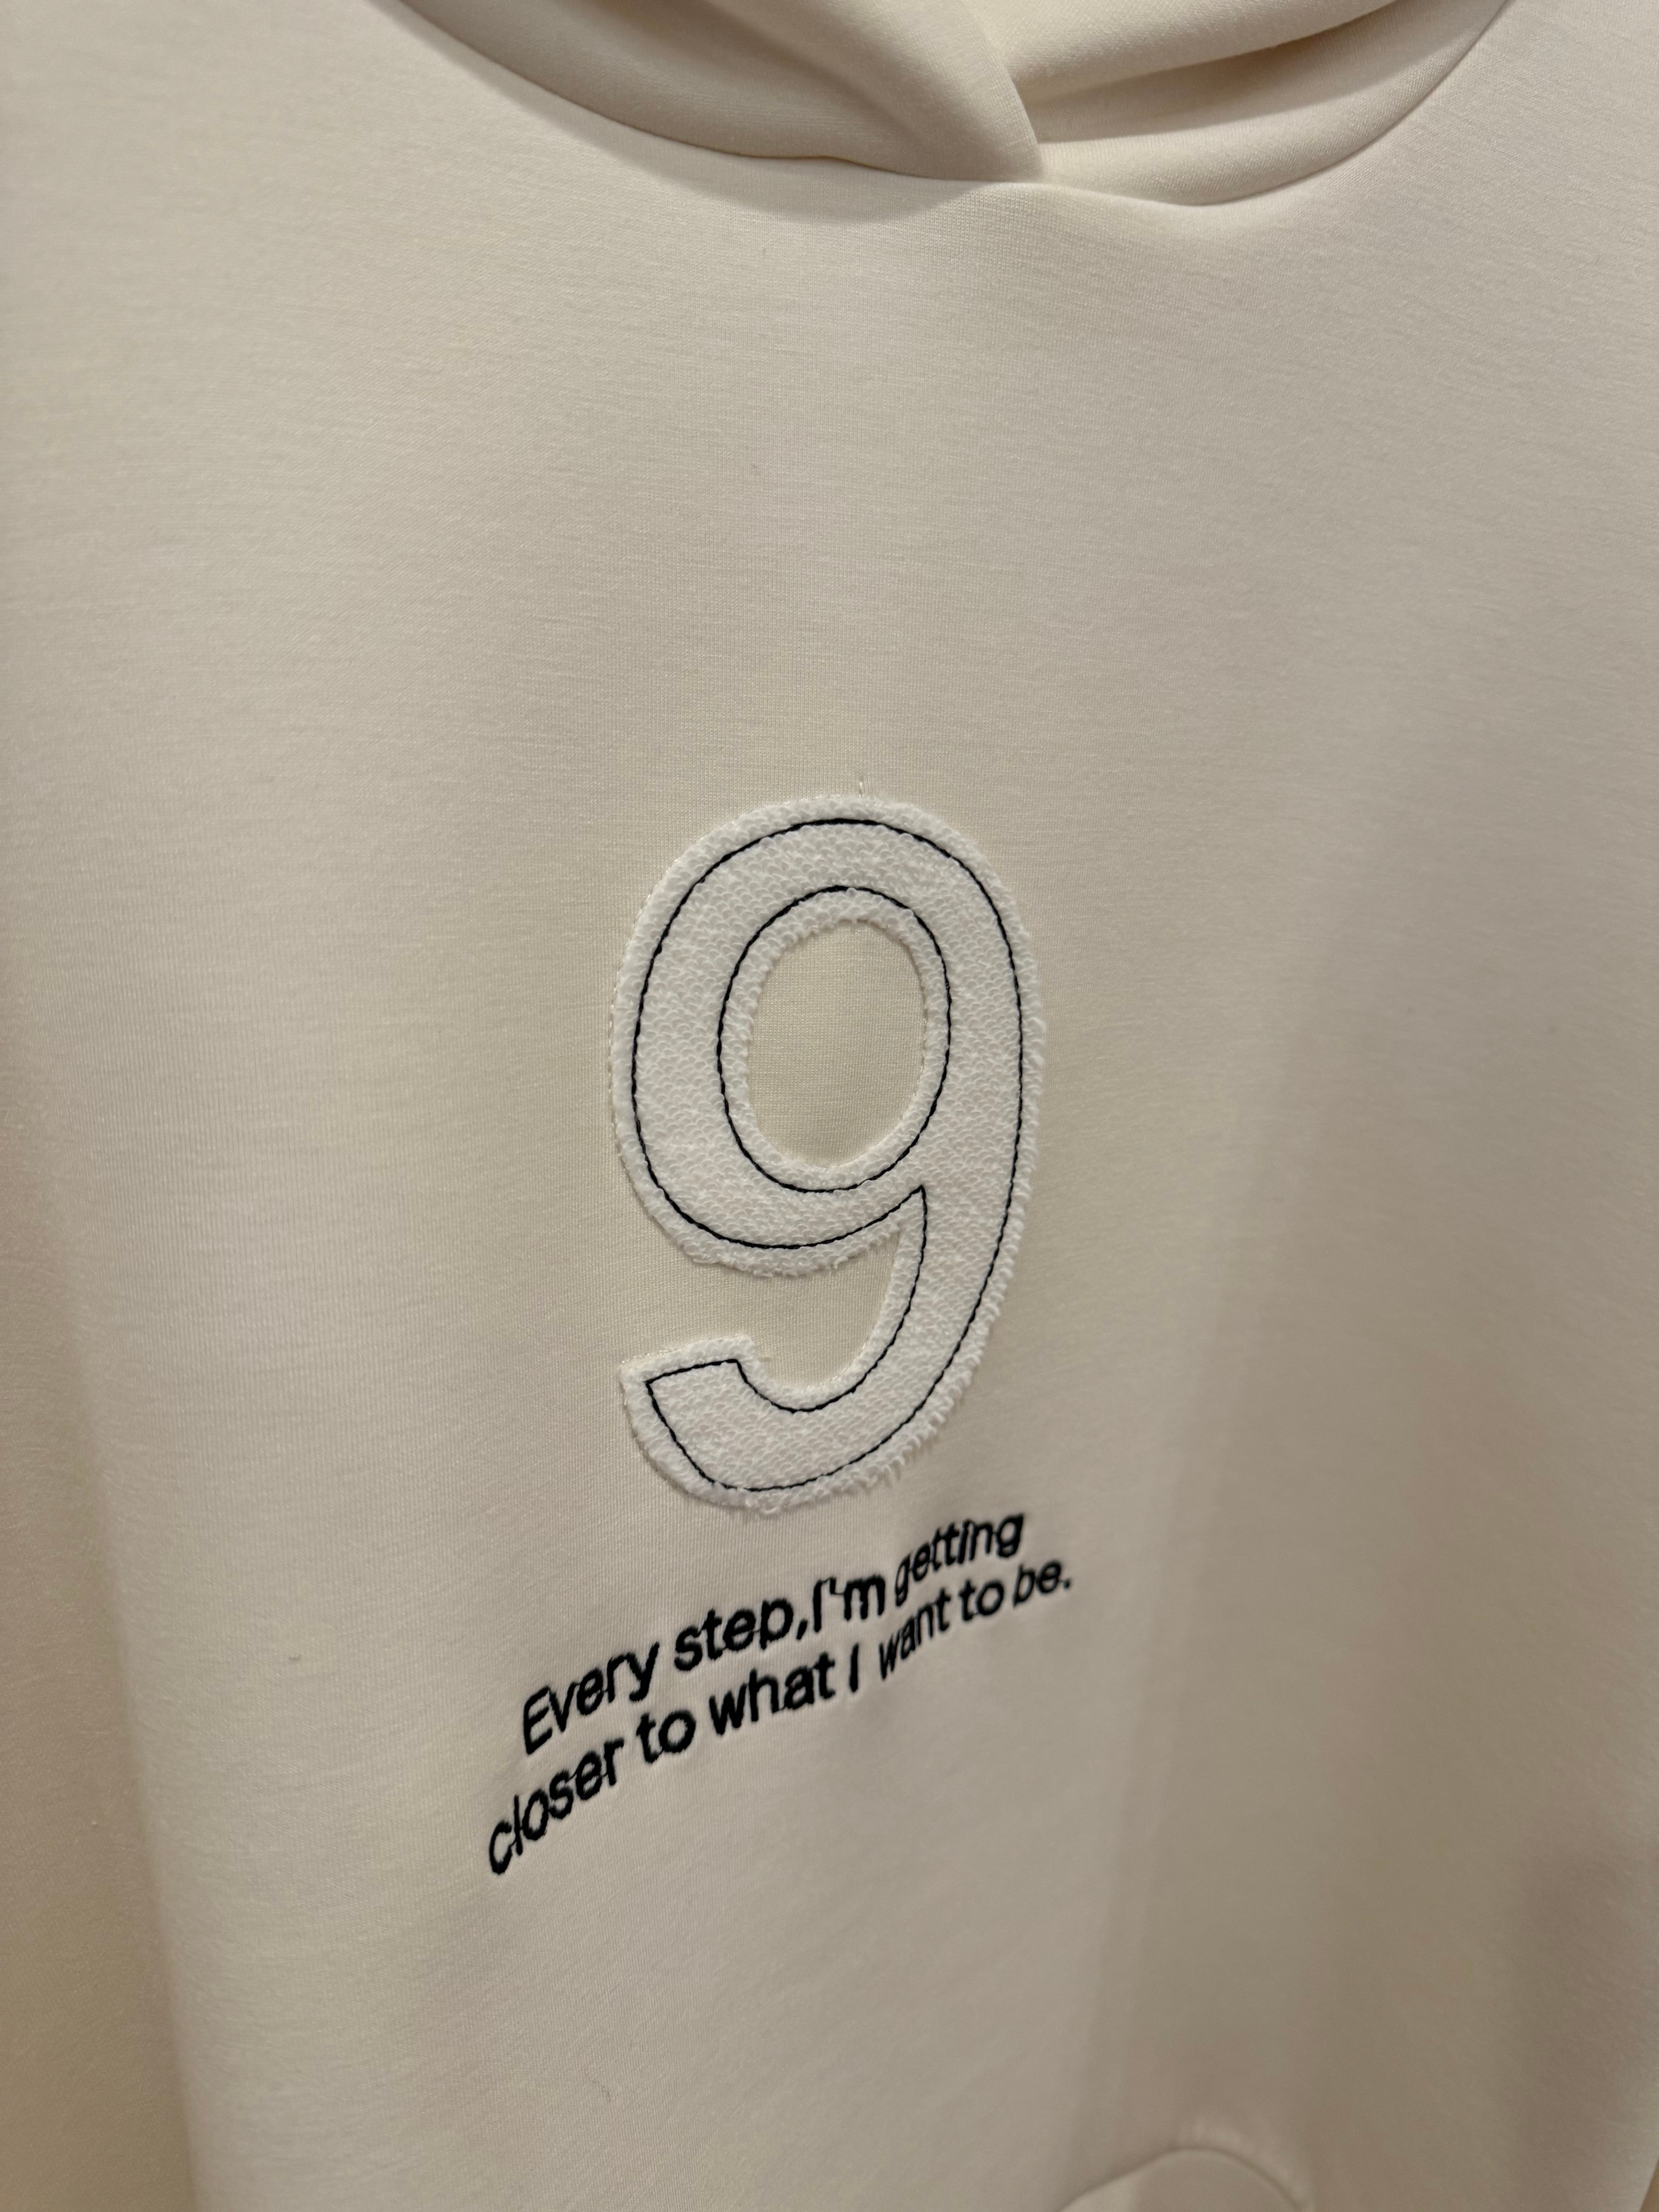 9
Every step,I'm getting
closer to what I want to be.